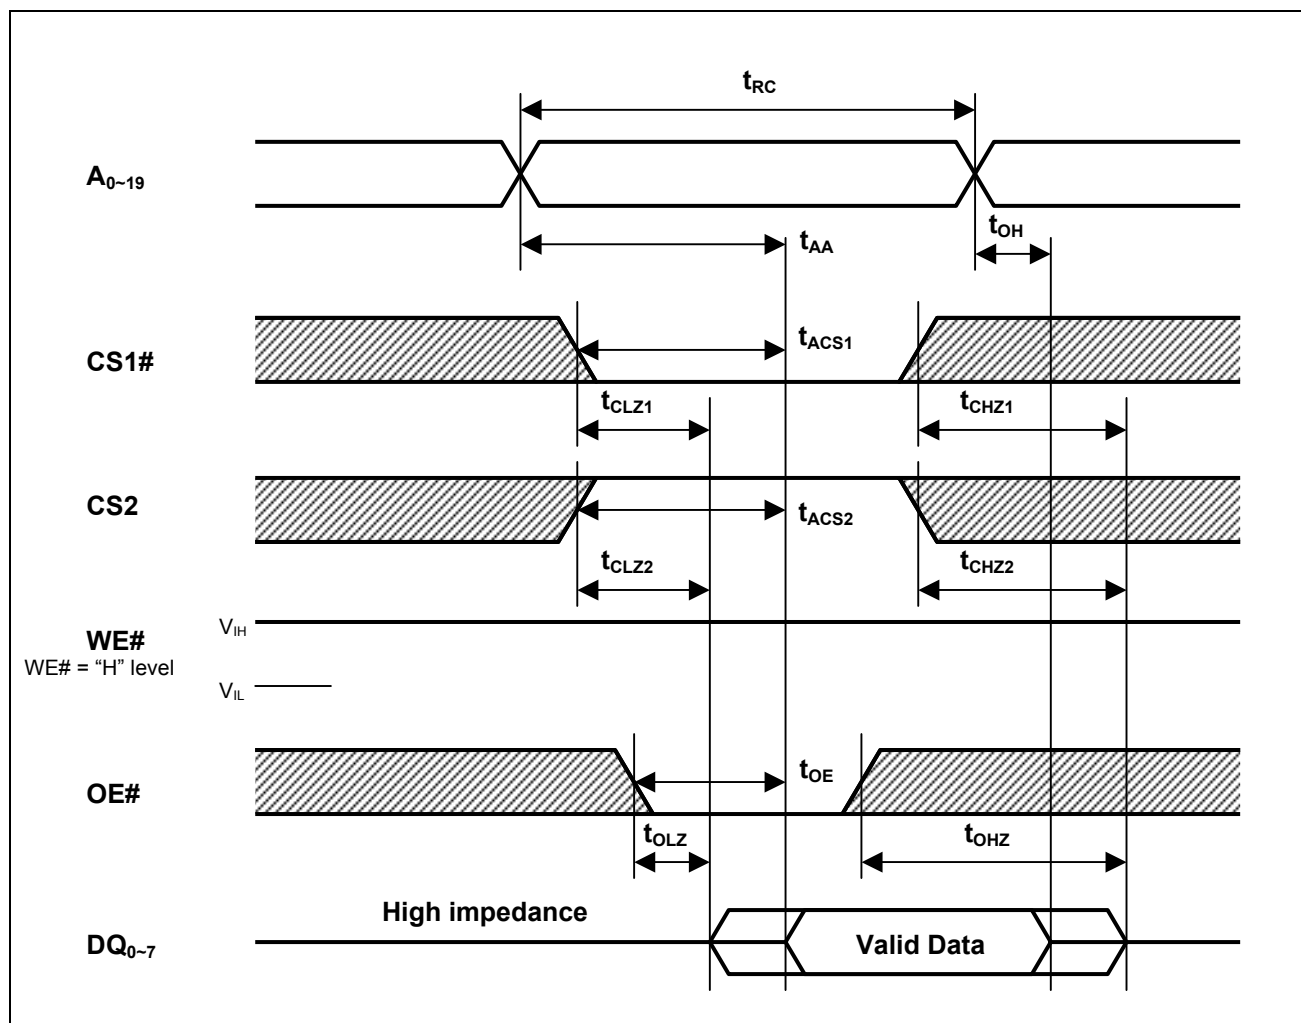 tRC
A0~19
tOH
tAA
tACS1
CS1#
tCLZ1
tCHZ1
CS2
tACS2
tCLZ2
tCHZ2
VIH
WE#
WE# = “H” level
VIL
tOE
OE#
tOLZ
tOHZ
High impedance
DQ0~7
Valid Data